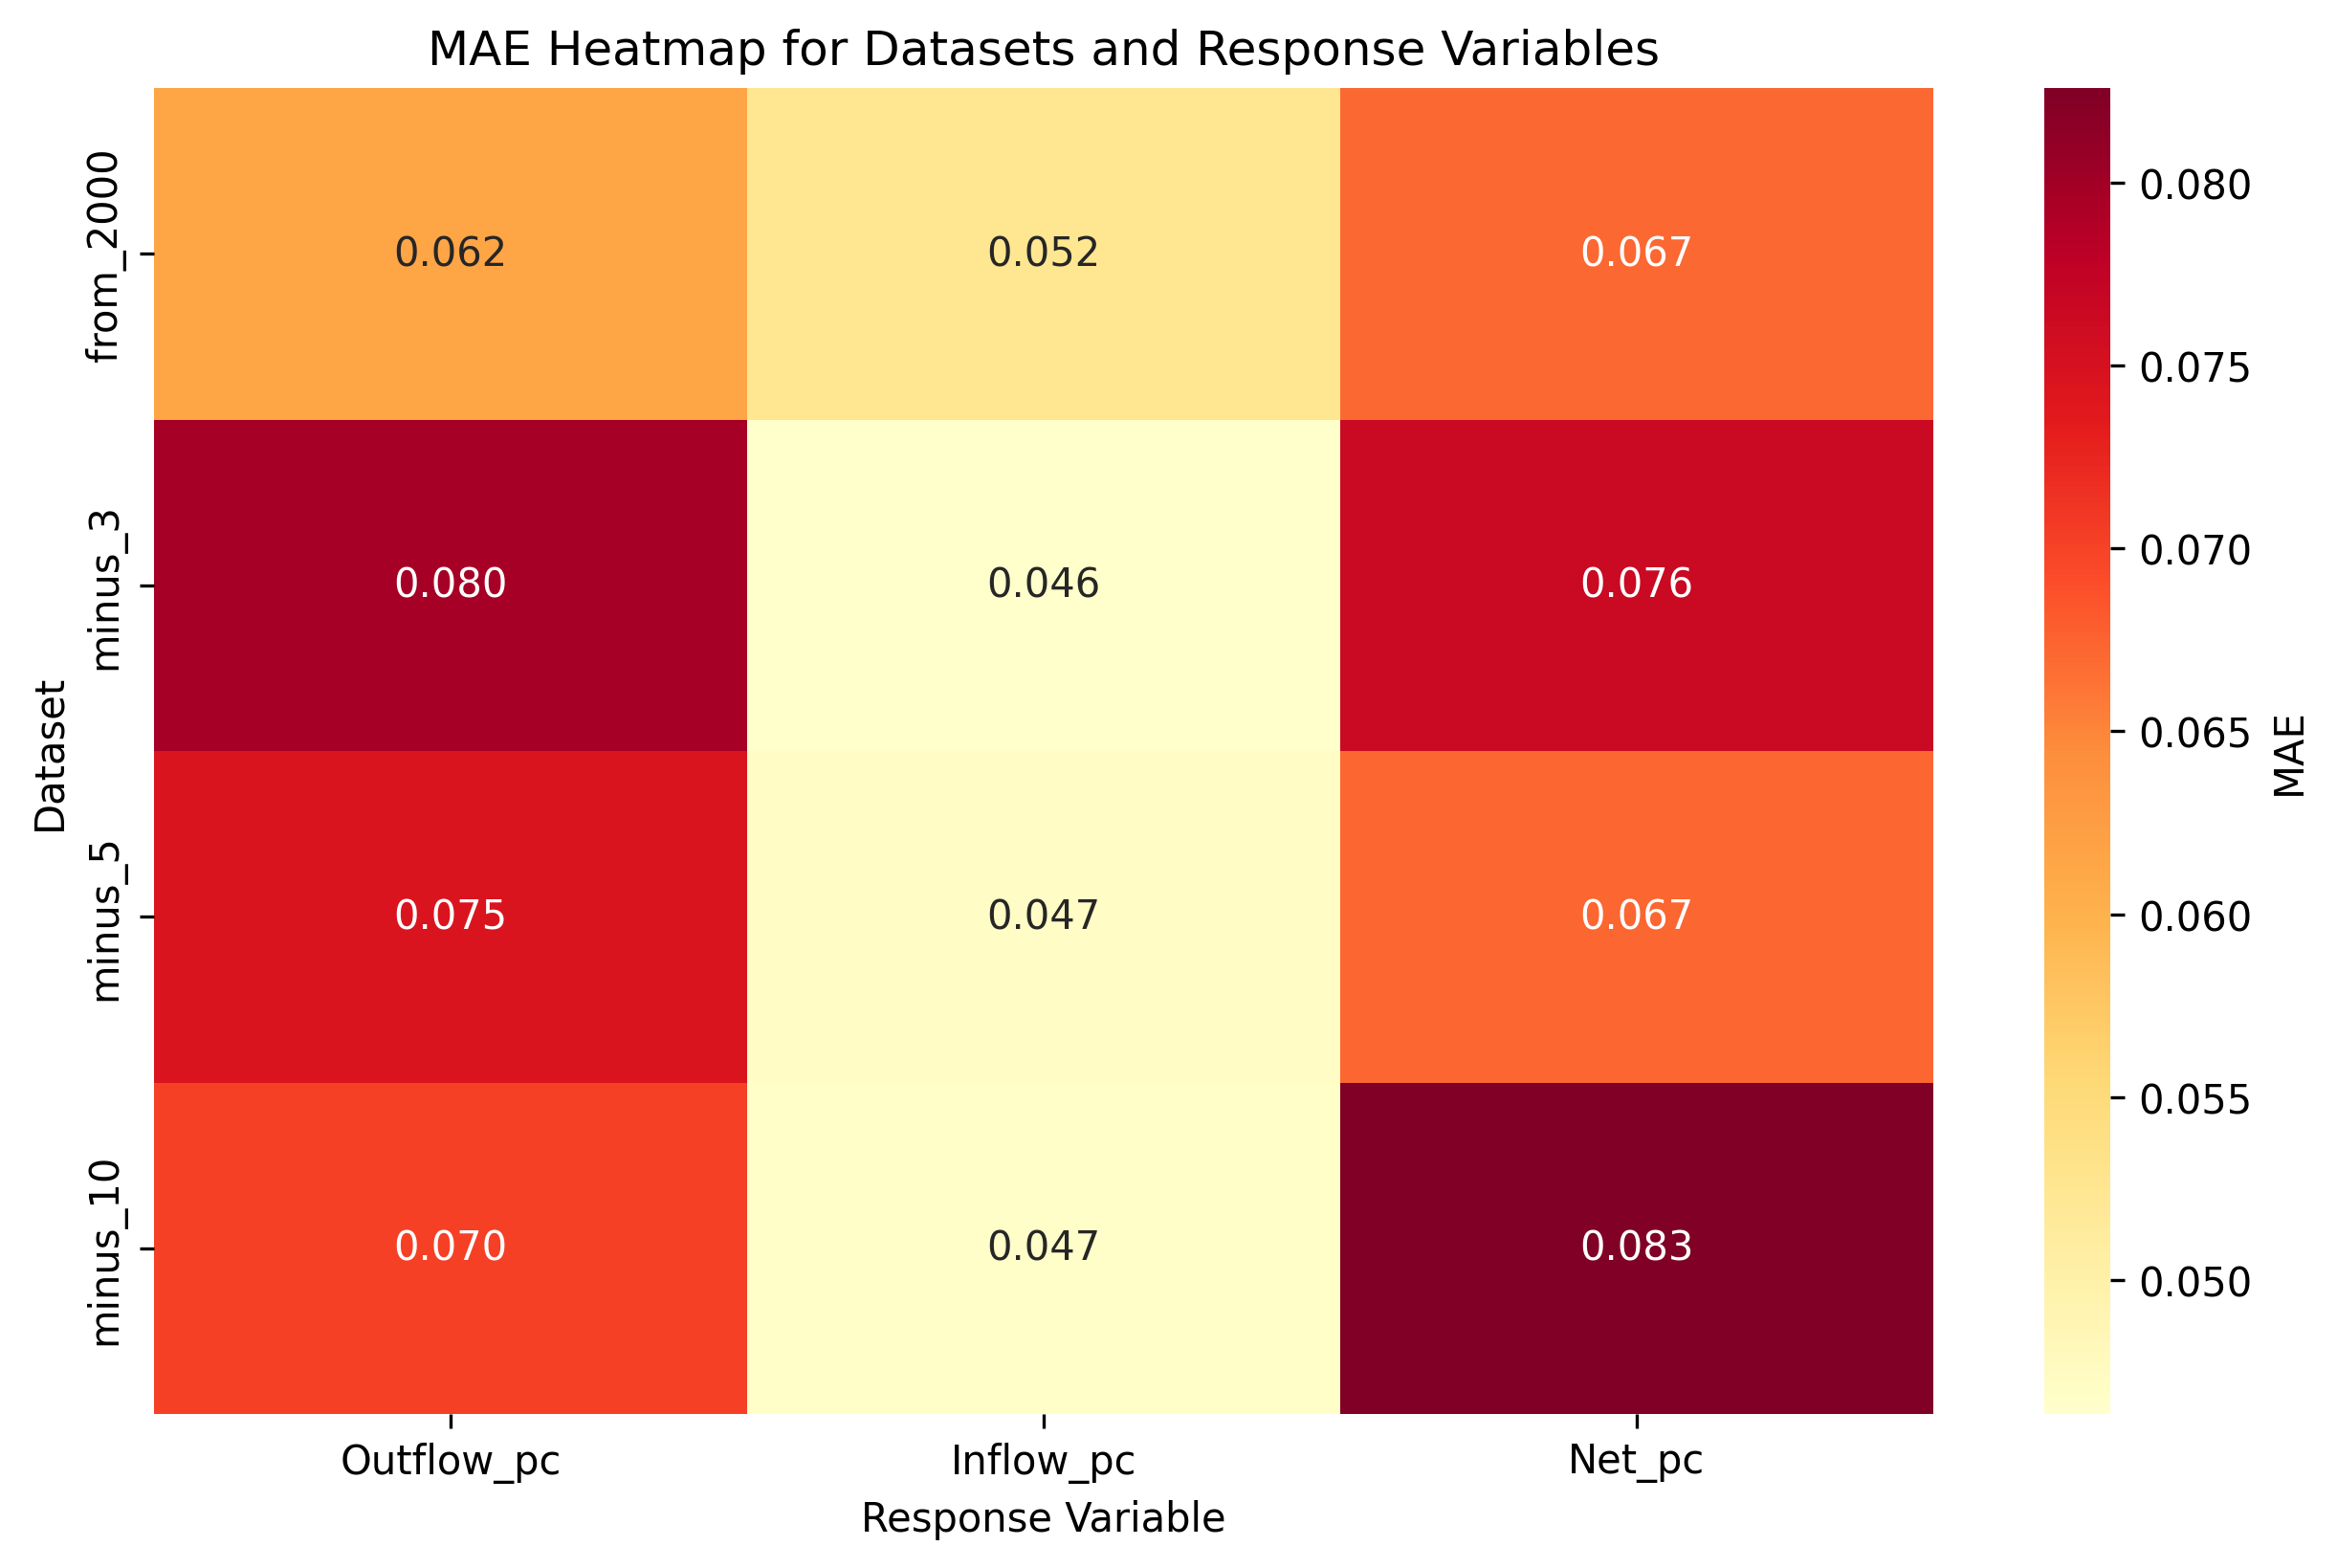 MAE Heatmap for Datasets and Response Variables
Dataset
from_2000
0.062
0.052
0.067
minus_3
0.080
0.046
0.076
minus_5
0.075
0.047
0.067
minus_10
0.070
0.047
0.083
Outflow_pc
Inflow_pc
Net_pc
Response Variable
0.080
0.075
0.070
0.065
0.060
0.055
0.050
MAE